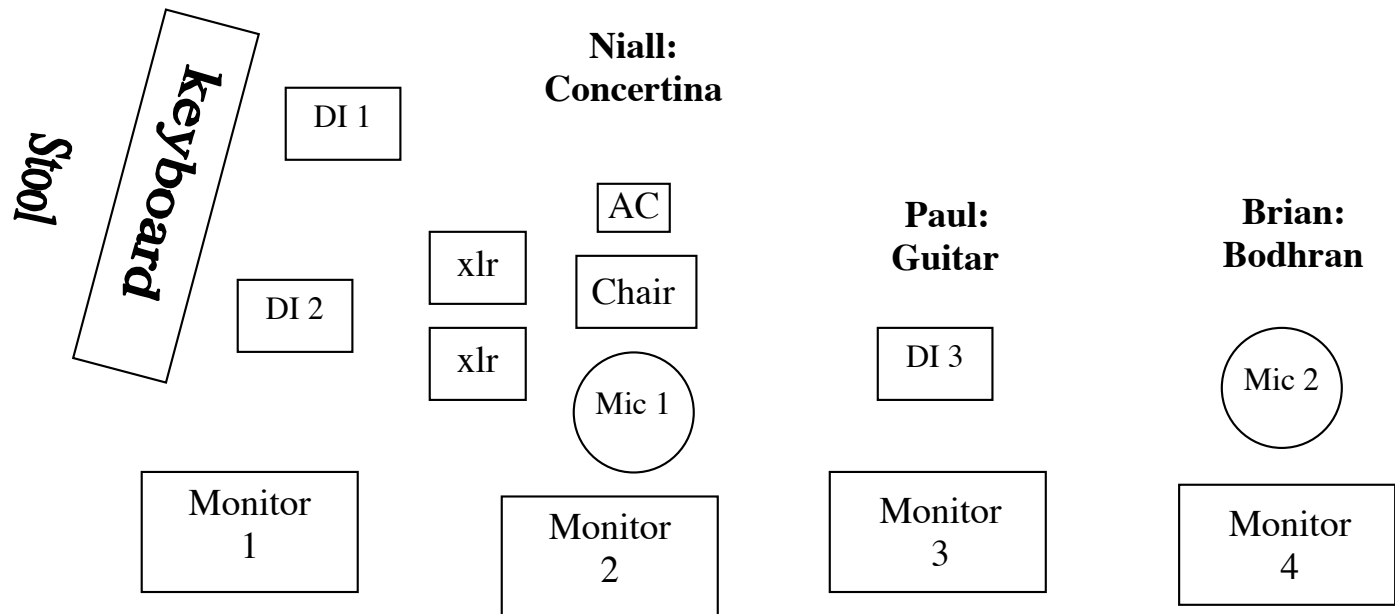 Stool
keyboard
DI 1
DI 2
Niall:
Concertina
AC
xlr
Chair
xlr
Mic 1
Paul:
Guitar
DI 3
Brian:
Bodhran
Mic 2
Monitor
1
Monitor
2
Monitor
3
Monitor
4